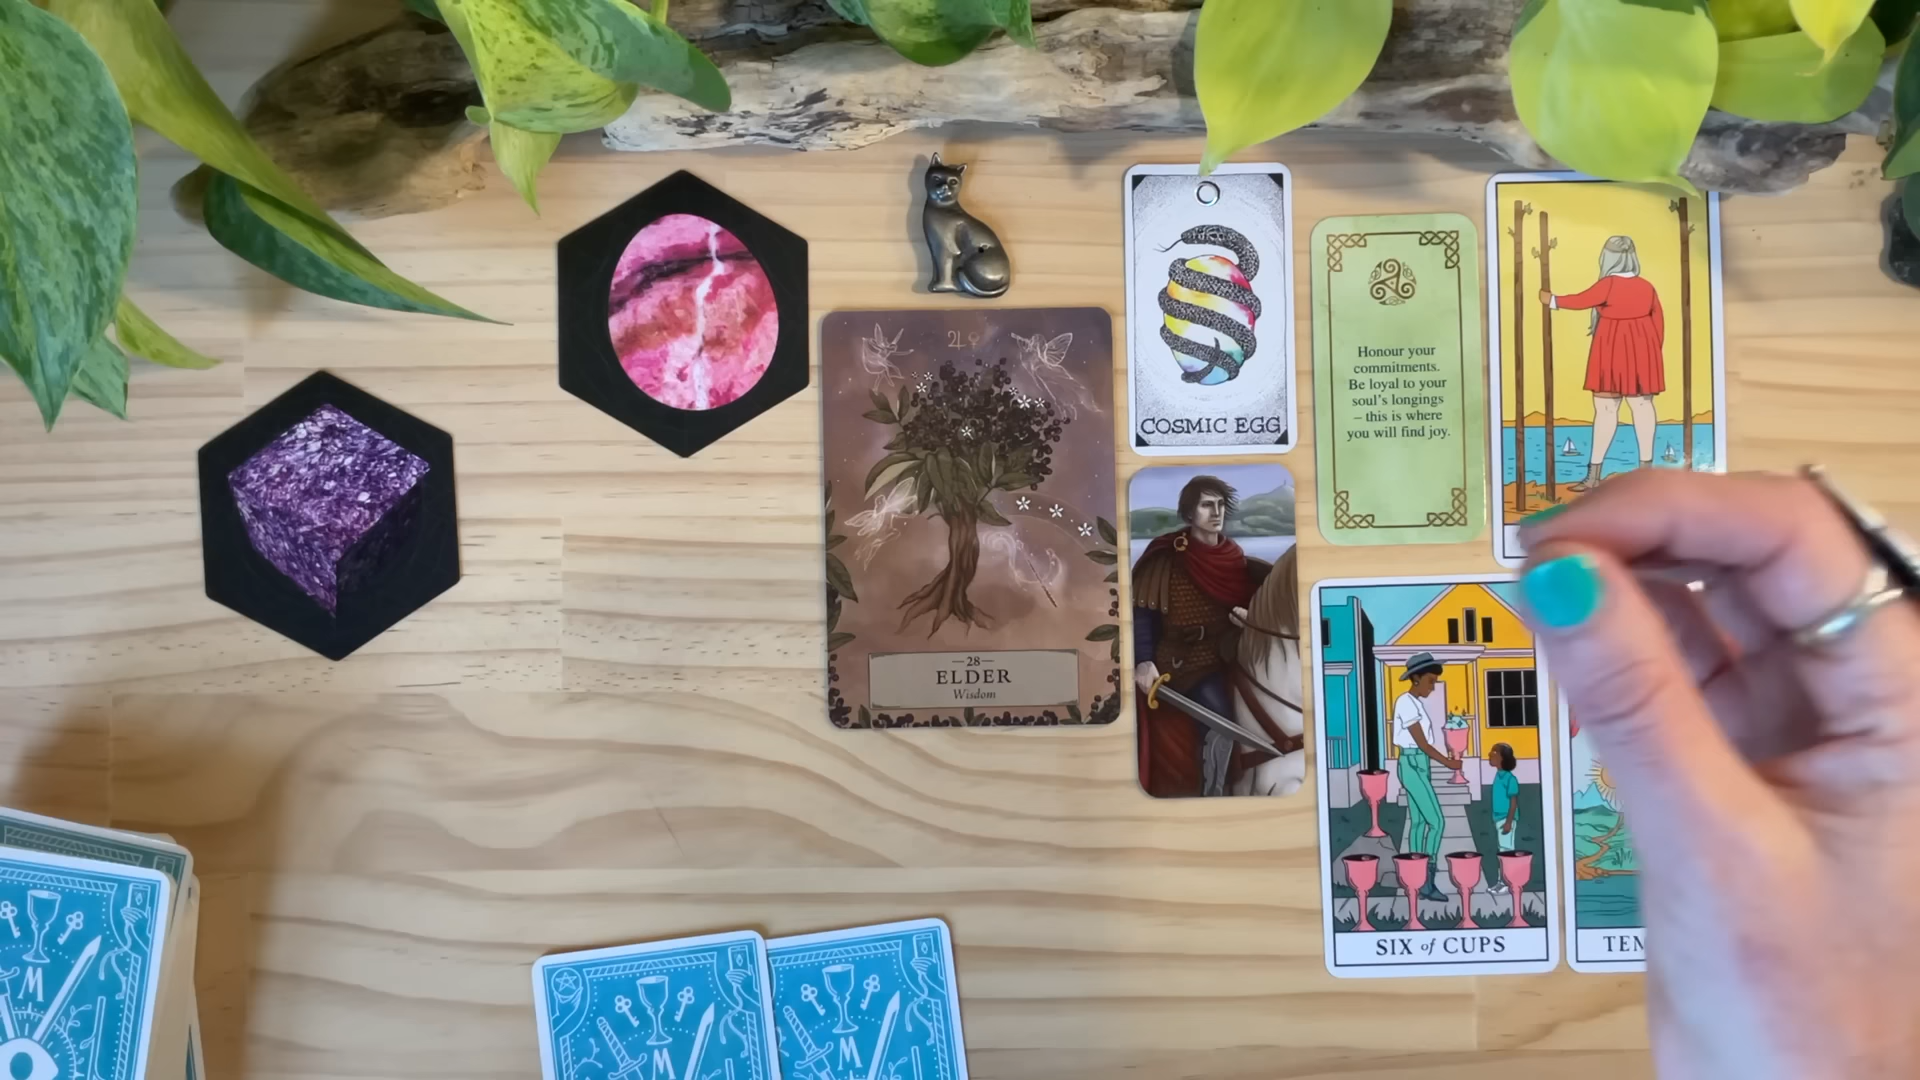 COSMIC EGG
Honour your
commitments.
Be loyal to your
soul's longings
– this is where
you will find joy.
—28—
ELDER
Wisdom
SIX of CUPS
TEM
M
M
M